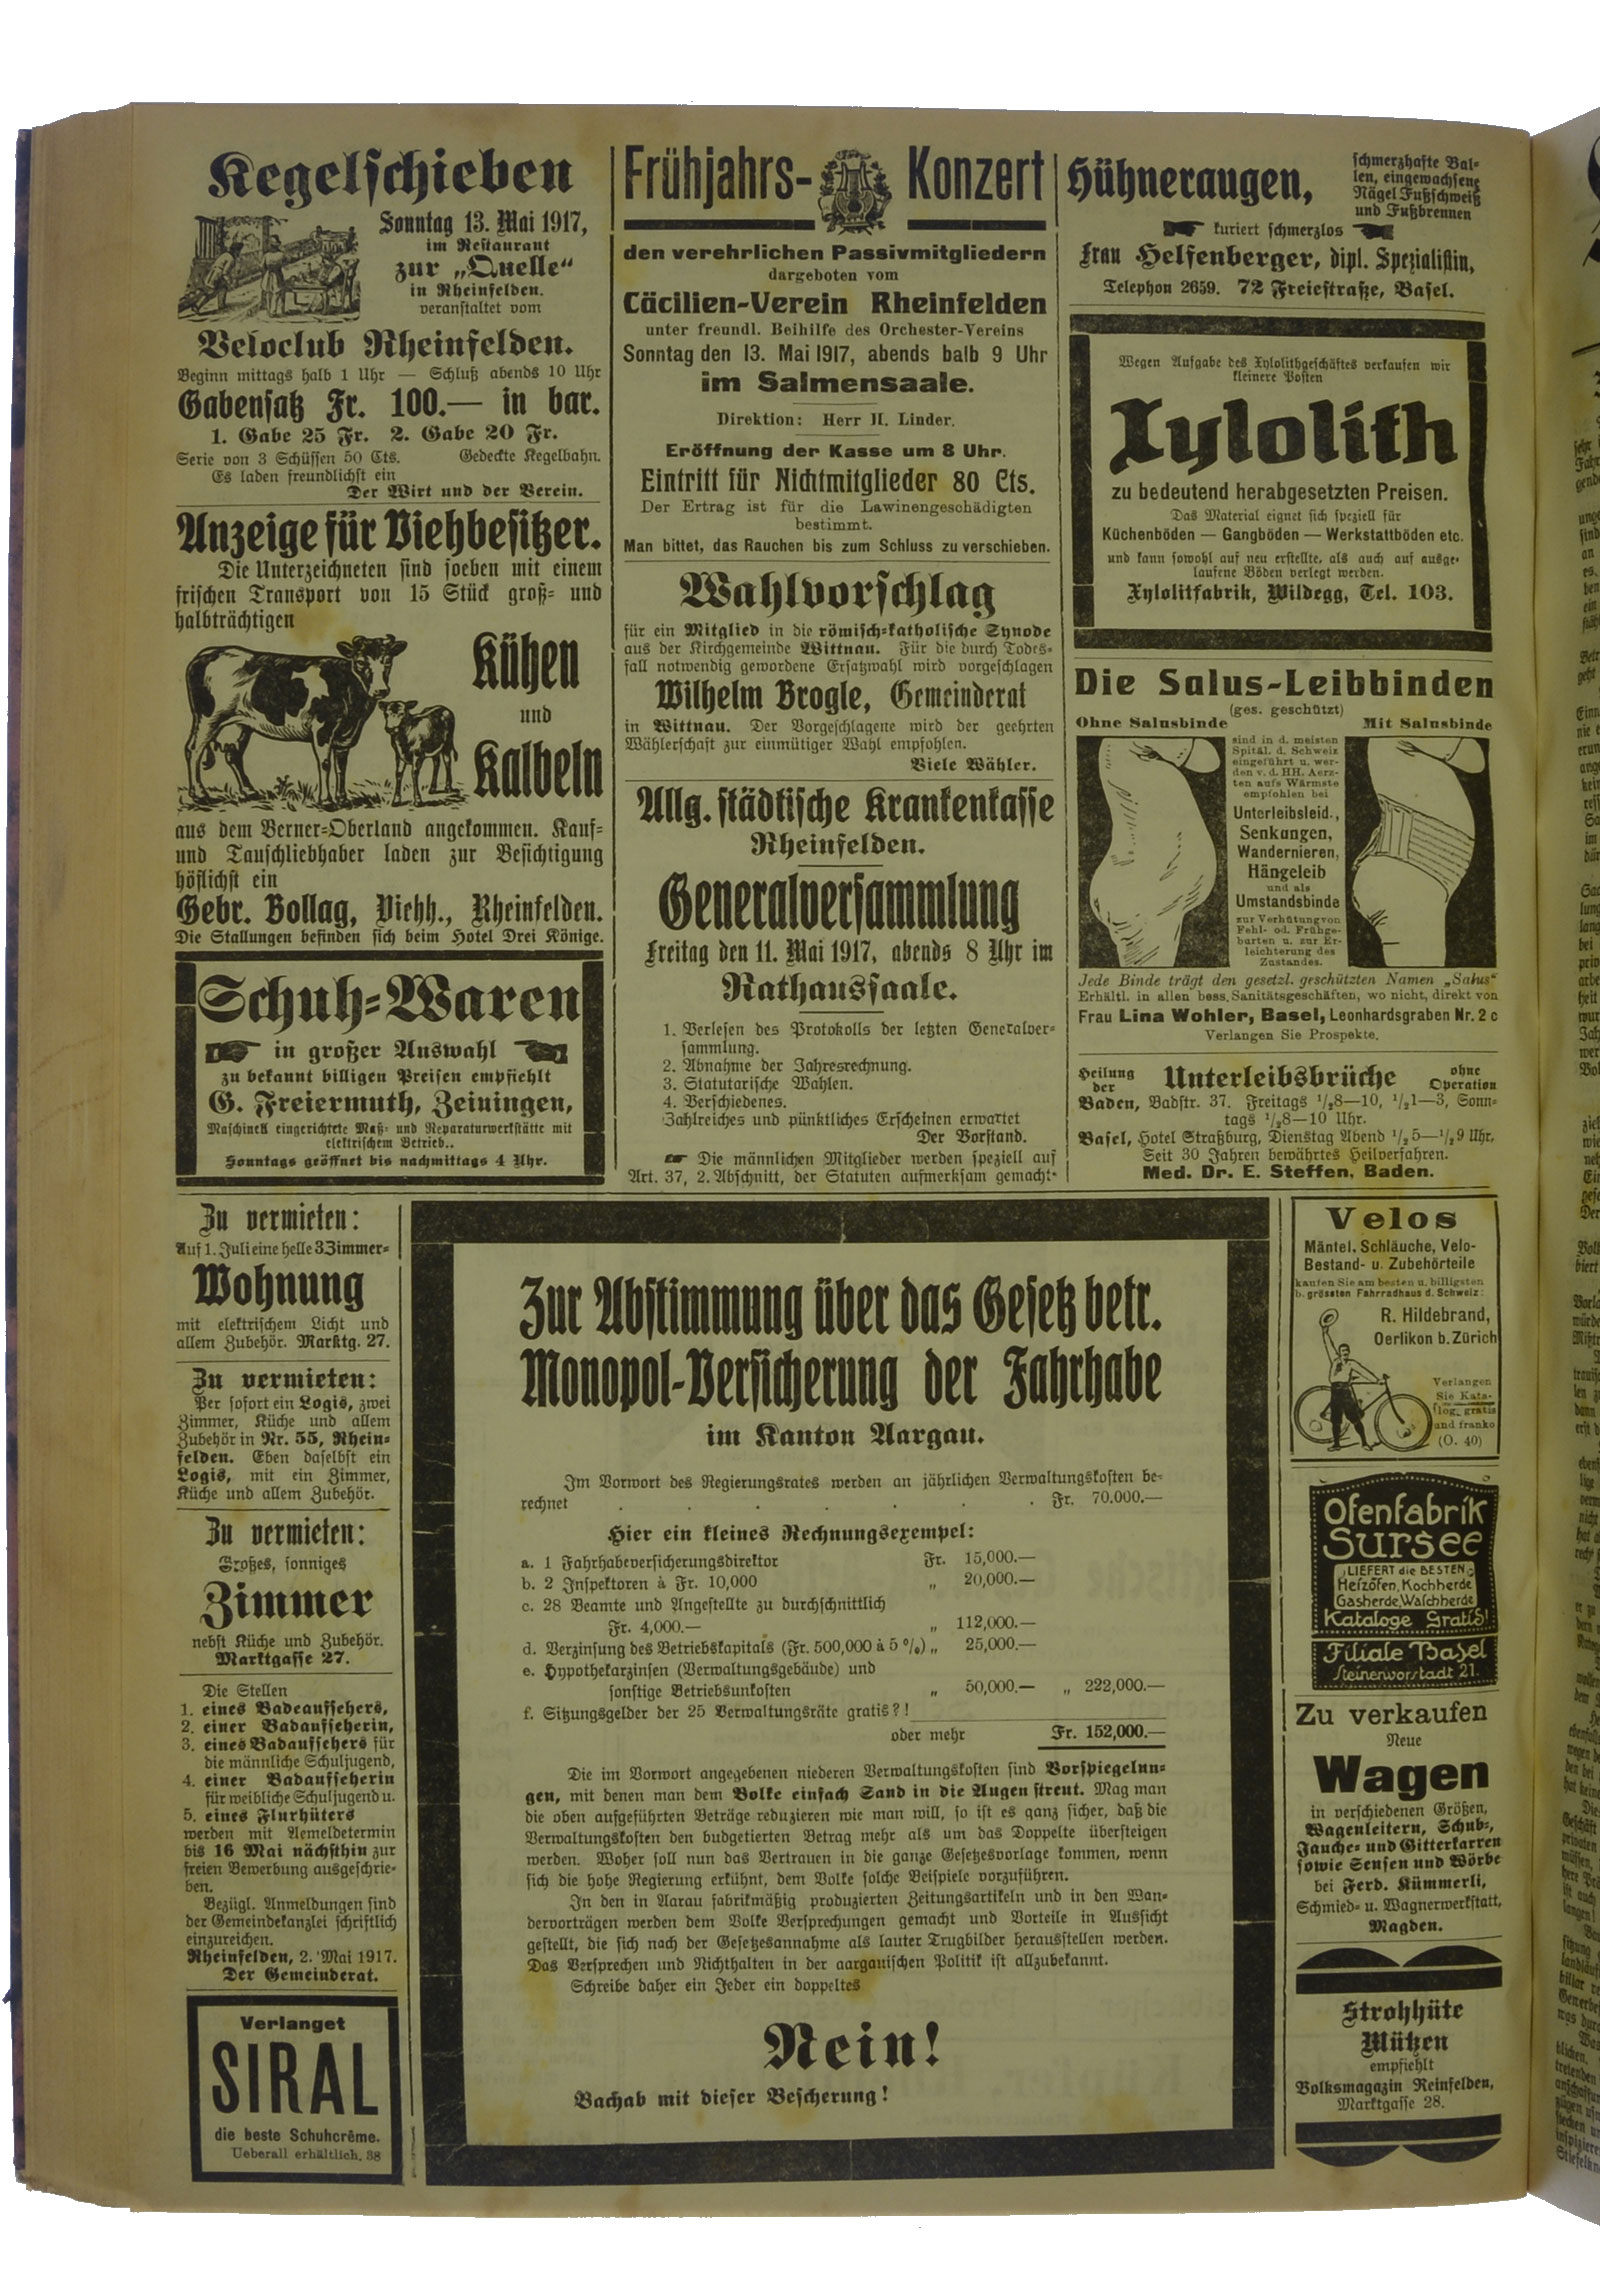 Kegelschieben
Sonntag 13. Mai 1917,
im Restaurant
zur „Quelle“
in Rheinfelden.
veranstaltet vom
Veloclub Rheinfelden.
Beginn mittags halb 1 Uhr — Schluß abends 10 Uhr
Gabensatz Fr. 100.— in bar.
1. Gabe 25 Fr. 2. Gabe 20 Fr.
Serie von 3 Schüssen 50 Cts. Gedeckte Kegelbahn.
Es laden freundlichst ein
Der Wirt und der Verein.
Anzeige für Viehbesitzer.
Die Unterzeichneten sind soeben mit einem
frischen Transport von 15 Stück groß- und
halbträchtigen
Kühen
und
Kalbeln
aus dem Berner-Oberland angekommen. Kauf-
und Tauschliebhaber laden zur Besichtigung
höflichst ein
Gebr. Bollag, Viehh., Rheinfelden.
Die Stallungen befinden sich beim Hotel Drei Könige.
Schuh-Waren
in großer Auswahl
zu bekannt billigen Preisen empfiehlt
G. Freiermuth, Zeiningen,
Maschinell eingerichtete Maß- und Reparaturwerkstätte mit
elektrischem Betrieb..
Sonntags geöffnet bis nachmittags 4 Uhr.
Frühjahrs-Konzert
den verehrlichen Passivmitgliedern
dargeboten vom
Cäcilien-Verein Rheinfelden
unter freundl. Beihilfe des Orchester-Vereins
Sonntag den 13. Mai 1917, abends halb 9 Uhr
im Salmensaale.
Direktion: Herr H. Linder.
Eröffnung der Kasse um 8 Uhr.
Eintritt für Nichtmitglieder 80 Cts.
Der Ertrag ist für die Lawinengeschädigten
bestimmt.
Man bittet, das Rauchen bis zum Schluss zu verschieben.
Wahlvorschlag
für ein Mitglied in die römisch-katholische Synode
aus der Kirchgemeinde Wittnau. Für die durch Todes-
fall notwendig gewordene Ersatzwahl wird vorgeschlagen
Wilhelm Brogle, Gemeinderat
in Wittnau. Der Vorgeschlagene wird der geehrten
Wählerschaft zur einmütiger Wahl empfohlen.
Viele Wähler.
Allg. städtische Krankenkasse
Rheinfelden.
Generalversammlung
Freitag den 11. Mai 1917, abends 8 Uhr im
Rathaussaale.
1. Verlesen des Protokolls der letzten Generalver-
sammlung.
2. Abnahme der Jahresrechnung.
3. Statutarische Wahlen.
4. Verschiedenes.
Zahlreiches und pünktliches Erscheinen erwartet
Der Vorstand.
Die männlichen Mitglieder werden speziell auf
Art. 37, 2. Abschnitt, der Statuten aufmerksam gemacht.
Hühneraugen,
schmerzhafte Bal-
len, eingewachsene
Nägel Fußschweiß
und Fußbrennen
kuriert schmerzlos
Frau Helfenberger, dipl. Spezialistin,
Telephon 2659. 72 Freiestraße, Basel.
Wegen Aufgabe des Xylolithgeschäftes verkaufen wir
kleinere Posten
Xylolith
zu bedeutend herabgesetzten Preisen.
Das Material eignet sich speziell für
Küchenböden — Gangböden — Werkstattböden etc.
und kann sowohl auf neu erstellte, als auch auf ausge-
laufene Böden verlegt werden.
Xylolitfabrik, Wildegg, Tel. 103.
Die Salus-Leibbinden
(ges. geschützt)
Ohne Salusbinde Mit Salusbinde
sind in d. meisten
Spitäl. d. Schweiz
eingeführt u. wer-
den v. d. HH. Aerz-
ten aufs Wärmste
empfohlen bei
Unterleibsleid.,
Senkungen,
Wandernieren,
Hängeleib
und als
Umstandsbinde
zur Verhütung von
Fehl- od. Frühge-
burten u. zur Er-
leichterung des
Zustandes.
Jede Binde trägt den gesetzl. geschützten Namen „Salus“
Erhältl. in allen bess. Sanitätsgeschäften, wo nicht, direkt von
Frau Lina Wohler, Basel, Leonhardsgraben Nr. 2 c
Verlangen Sie Prospekte.
Heilung der Unterleibsbrüche ohne Operation
Baden, Badstr. 37. Freitags ½8—10, ½1—3, Sonn-
tags ½8—10 Uhr.
Basel, Hotel Straßburg, Dienstag Abend ½5—½9 Uhr.
Seit 30 Jahren bewährtes Heilverfahren.
Med. Dr. E. Steffen, Baden.
Zu vermieten:
Auf 1. Juli eine helle 3 Zimmer-
Wohnung
mit elektrischem Licht und
allem Zubehör. Marktg. 27.
Zu vermieten:
Per sofort ein Logis, zwei
Zimmer, Küche und allem
Zubehör in Nr. 55, Rhein-
felden. Eben daselbst ein
Logis, mit ein Zimmer,
Küche und allem Zubehör.
Zu vermieten:
Großes, sonniges
Zimmer
nebst Küche und Zubehör.
Marktgasse 27.
Die Stellen
1. eines Badeaufsehers,
2. einer Badaufseherin,
3. eines Badaufsehers für
die männliche Schuljugend,
4. einer Badaufseherin
für weibliche Schuljugend u.
5. eines Flurhüters
werden mit Aemeldetermin
bis 16 Mai nächsthin zur
freien Bewerbung ausgeschrie-
ben.
Bezügl. Anmeldungen sind
der Gemeindekanzlei schriftlich
einzureichen.
Rheinfelden, 2. Mai 1917.
Der Gemeinderat.
Verlanget
SIRAL
die beste Schuhcrême.
Ueberall erhältlich. 38
Zur Abstimmung über das Gesetz betr.
Monopol-Versicherung der Fahrhabe
im Kanton Aargau.
Im Vorwort des Regierungsrates werden an jährlichen Verwaltungskosten be-
rechnet . . . . . . . Fr. 70.000.—
Hier ein kleines Rechnungsexempel:
a. 1 Fahrhabeversicherungsdirektor Fr. 15,000.—
b. 2 Inspektoren à Fr. 10,000 „ 20,000.—
c. 28 Beamte und Angestellte zu durchschnittlich
Fr. 4,000.— „ 112,000.—
d. Verzinsung des Betriebskapitals (Fr. 500,000 à 5 %) „ 25,000.—
e. Hypothekarzinsen (Verwaltungsgebäude) und
sonstige Betriebsunkosten „ 50,000.— „ 222,000.—
f. Sitzungsgelder der 25 Verwaltungsräte gratis?!
oder mehr Fr. 152,000.—
Die im Vorwort angegebenen niederen Verwaltungskosten sind Vorspiegelun-
gen, mit denen man dem Volke einfach Sand in die Augen streut. Mag man
die oben aufgeführten Beträge reduzieren wie man will, so ist es ganz sicher, daß die
Verwaltungskosten den budgetierten Betrag mehr als um das Doppelte übersteigen
werden. Woher soll nun das Vertrauen in die ganze Gesetzesvorlage kommen, wenn
sich die hohe Regierung erkühnt, dem Volke solche Beispiele vorzuführen.
In den in Aarau fabrikmäßig produzierten Zeitungsartikeln und in den Wan-
dervorträgen werden dem Volke Versprechungen gemacht und Vorteile in Aussicht
gestellt, die sich nach der Gesetzesannahme als lauter Trugbilder herausstellen werden.
Das Versprechen und Nichthalten in der aargauischen Politik ist allzubekannt.
Schreibe daher ein Jeder ein doppeltes
Nein!
Bachab mit dieser Bescherung!
Velos
Mäntel, Schläuche, Velo-
Bestand- u. Zubehörteile
kaufen Sie am besten u. billigsten
b. grössten Fahrradhaus d. Schweiz:
R. Hildebrand,
Oerlikon b. Zürich
Verlangen
Sie Kata-
log, gratis
und franko
(O. 40)
Ofenfabrik
Sursee
LIEFERT die BESTEN
Heizöfen, Kochherde
Gasherde, Waschherde
Kataloge Gratis!
Filiale Basel
Steinenvorstadt 21.
Zu verkaufen
Neue
Wagen
in verschiedenen Größen,
Wagenleitern, Schub-,
Jauche- und Gitterkarren
sowie Sensen und Wörbe
bei Ferd. Kümmerli,
Schmied- u. Wagnerwerkstatt,
Magden.
Strohhüte
Mützen
empfiehlt
Volksmagazin Reinfelden,
Marktgasse 28.